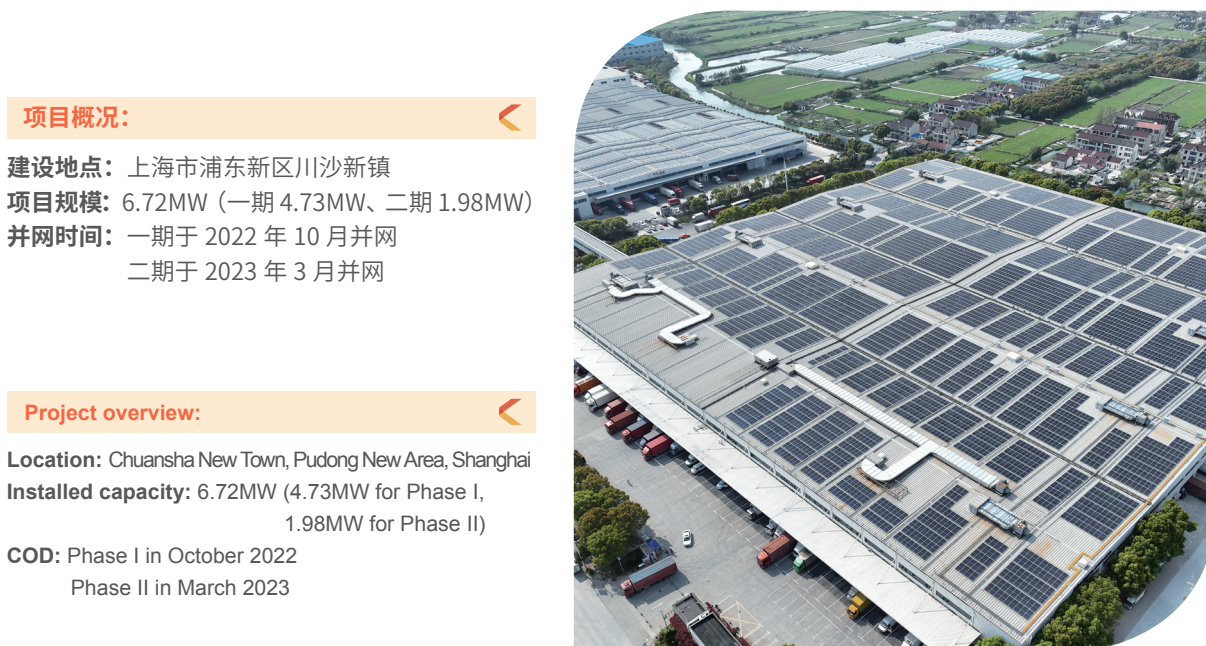 项目概况：
建设地点：上海市浦东新区川沙新镇
项目规模：6.72MW（一期 4.73MW、二期 1.98MW）
并网时间：一期于 2022 年 10 月并网
二期于 2023 年 3 月并网
Project overview:
Location: Chuansha New Town, Pudong New Area, Shanghai
Installed capacity: 6.72MW (4.73MW for Phase I,
1.98MW for Phase II)
COD: Phase I in October 2022
Phase II in March 2023